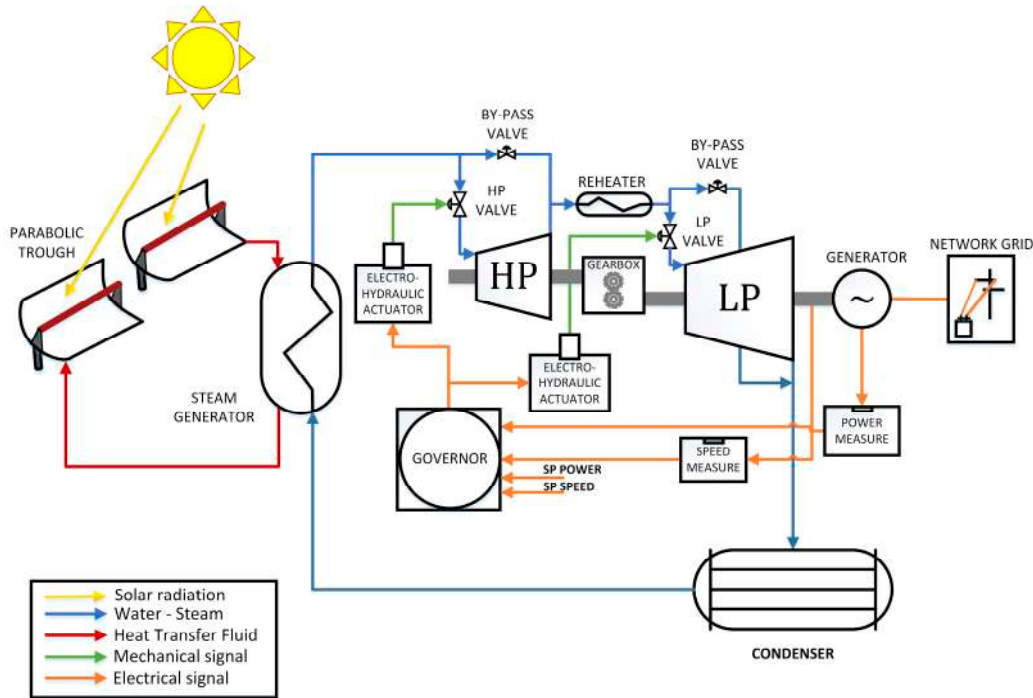 BY-PASS
VALVE
BY-PASS
VALVE
HP
VALVE
REHEATER
LP
VALVE
PARABOLIC
TROUGH
NETWORK GRID
GENERATOR
ELECTRO-
HYDRAULIC
ACTUATOR
HP
GEARBOX
LP
~
STEAM
GENERATOR
ELECTRO-
HYDRAULIC
ACTUATOR
POWER
MEASURE
GOVERNOR
SPEED
MEASURE
SP POWER
SP SPEED
Solar radiation
Water - Steam
Heat Transfer Fluid
Mechanical signal
Electrical signal
CONDENSER